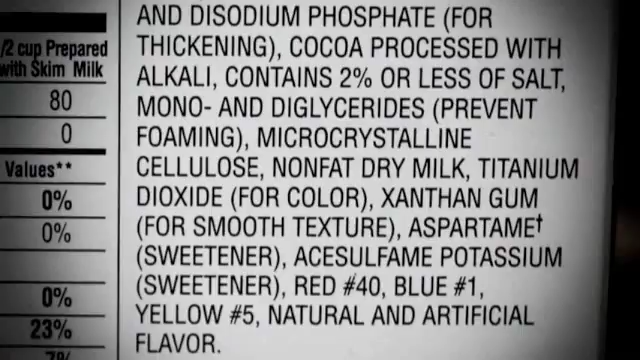 /2 cup Prepared
with Skim Milk
80
0
Values**
0%
0%
0%
23%
7%
AND DISODIUM PHOSPHATE (FOR
THICKENING), COCOA PROCESSED WITH
ALKALI, CONTAINS 2% OR LESS OF SALT,
MONO- AND DIGLYCERIDES (PREVENT
FOAMING), MICROCRYSTALLINE
CELLULOSE, NONFAT DRY MILK, TITANIUM
DIOXIDE (FOR COLOR), XANTHAN GUM
(FOR SMOOTH TEXTURE), ASPARTAME†
(SWEETENER), ACESULFAME POTASSIUM
(SWEETENER), RED #40, BLUE #1,
YELLOW #5, NATURAL AND ARTIFICIAL
FLAVOR.